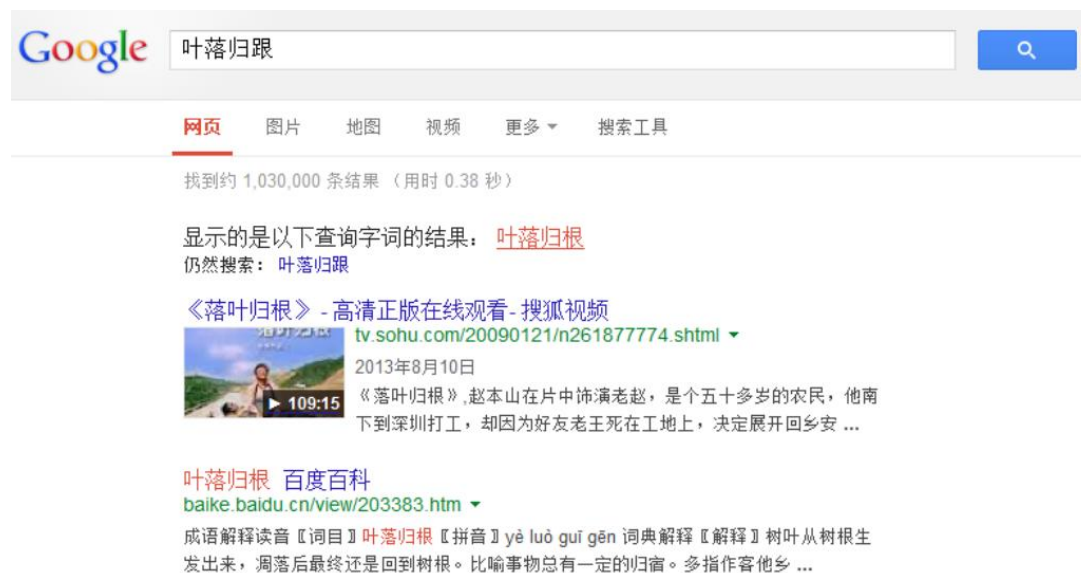 Google 叶落归跟
网页 图片 地图 视频 更多 搜索工具
找到约 1,030,000 条结果 (用时 0.38 秒)
显示的是以下查询字词的结果: 叶落归根
仍然搜索: 叶落归跟
《落叶归根》 - 高清正版在线观看- 搜狐视频
tv.sohu.com/20090121/n261877774.shtml
2013年8月10日
109:15
《落叶归根》,赵本山在片中饰演老赵,是个五十多岁的农民,他南
下到深圳打工,却因为好友老王死在工地上,决定展开回乡安 ...
叶落归根 百度百科
baike.baidu.cn/view/203383.htm
成语解释读音〖词目〗叶落归根〖拼音〗yè luò guī gēn 词典解释〖解释〗树叶从树根生
发出来,凋落后最终还是回到树根。比喻事物总有一定的归宿。多指作客他乡 ...